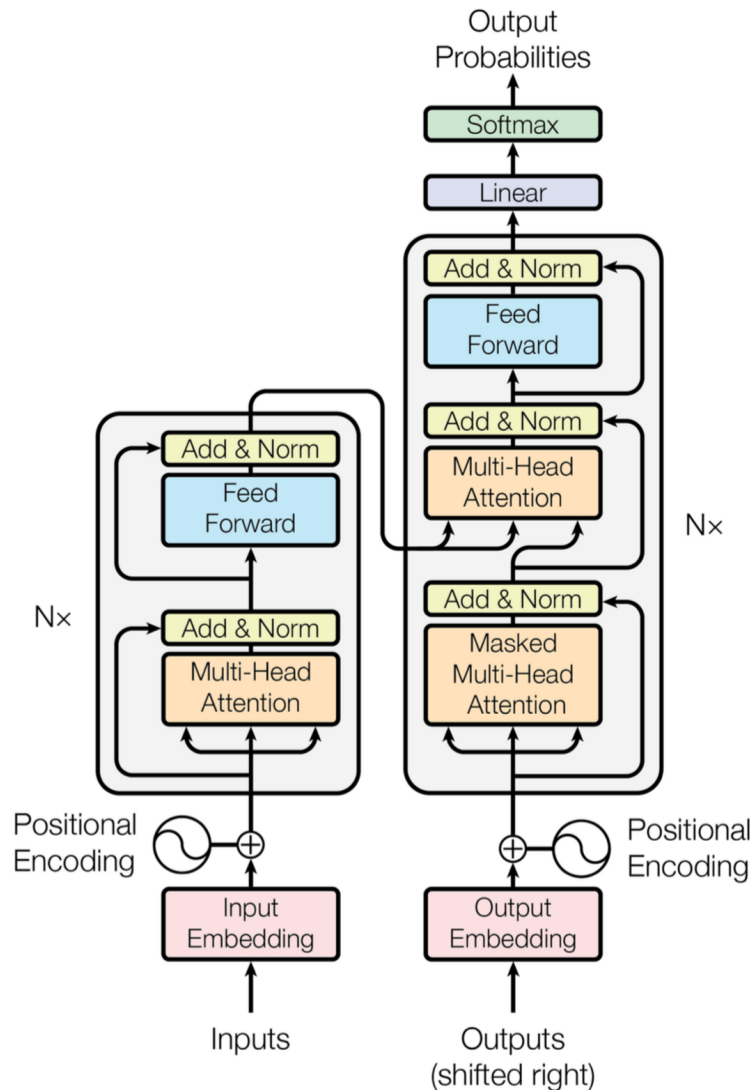 Output
Probabilities
Softmax
Linear
Add & Norm
Feed
Forward
Add & Norm
Multi-Head
Attention
Nx
Add & Norm
Masked
Multi-Head
Attention
Positional
Encoding
Output
Embedding
Outputs
(shifted right)
Add & Norm
Feed
Forward
Nx
Add & Norm
Multi-Head
Attention
Positional
Encoding
Input
Embedding
Inputs